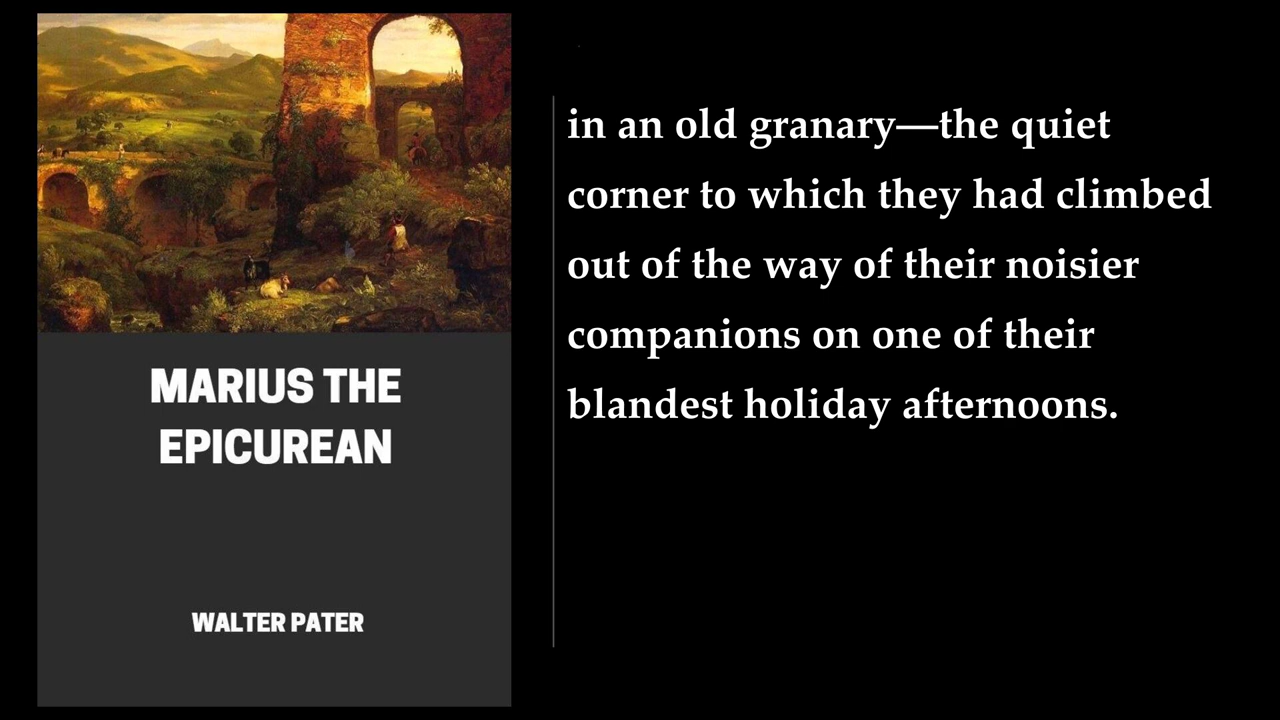 MARIUS THE
EPICUREAN
WALTER PATER
in an old granary—the quiet
corner to which they had climbed
out of the way of their noisier
companions on one of their
blandest holiday afternoons.